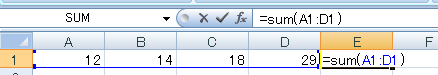 SUM =sum(A1:D1)
A B C D E F
1 12 14 18 29 =sum(A1:D1)